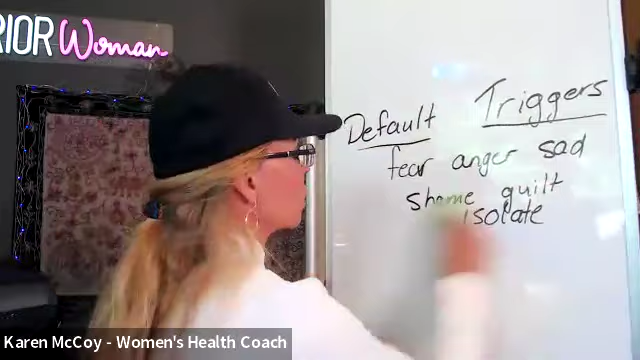 RIOR Woman
Default Triggers
fear anger sad
shame guilt
isolate
Karen McCoy - Women's Health Coach